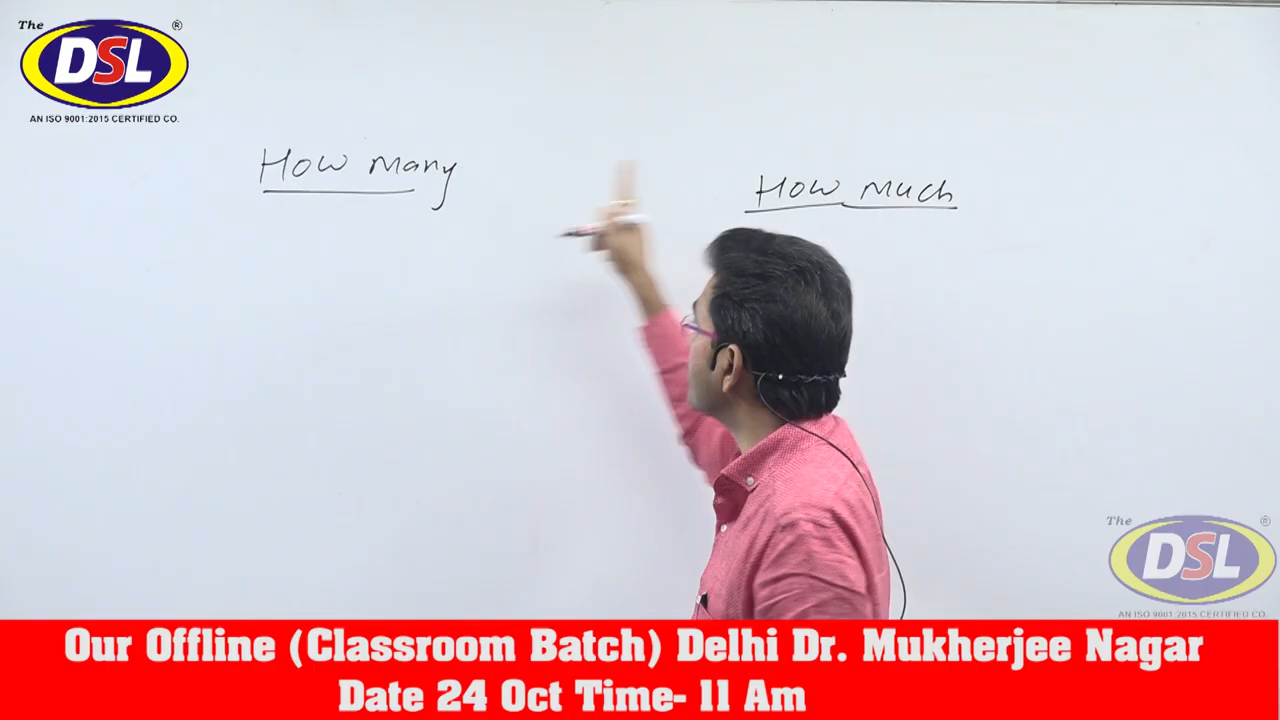 The DSL ®
AN ISO 9001:2015 CERTIFIED CO.
How many
How much
The DSL ®
AN ISO 9001:2015 CERTIFIED CO.
Our Offline (Classroom Batch) Delhi Dr. Mukherjee Nagar
Date 24 Oct Time- 11 Am